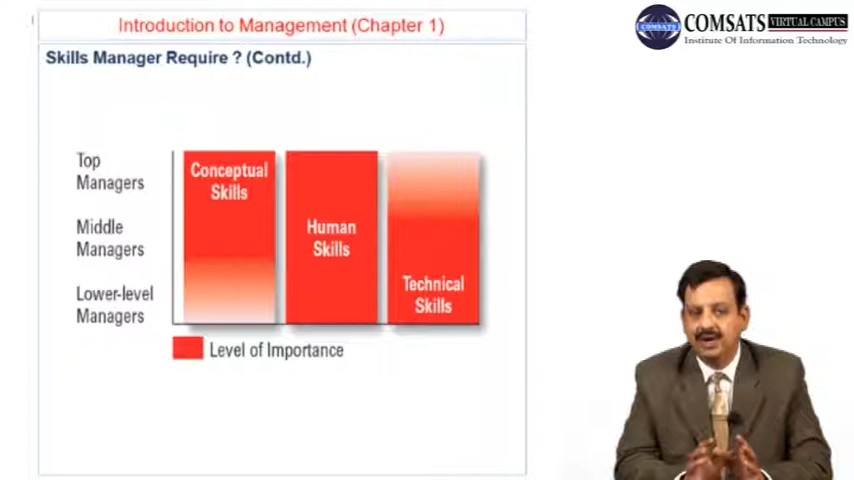 Introduction to Management (Chapter 1)
COMSATS VIRTUAL CAMPUS
Institute Of Information Technology
COMSATS
Skills Manager Require ? (Contd.)
Top
Managers
Middle
Managers
Lower-level
Managers
Conceptual
Skills
Human
Skills
Technical
Skills
Level of Importance